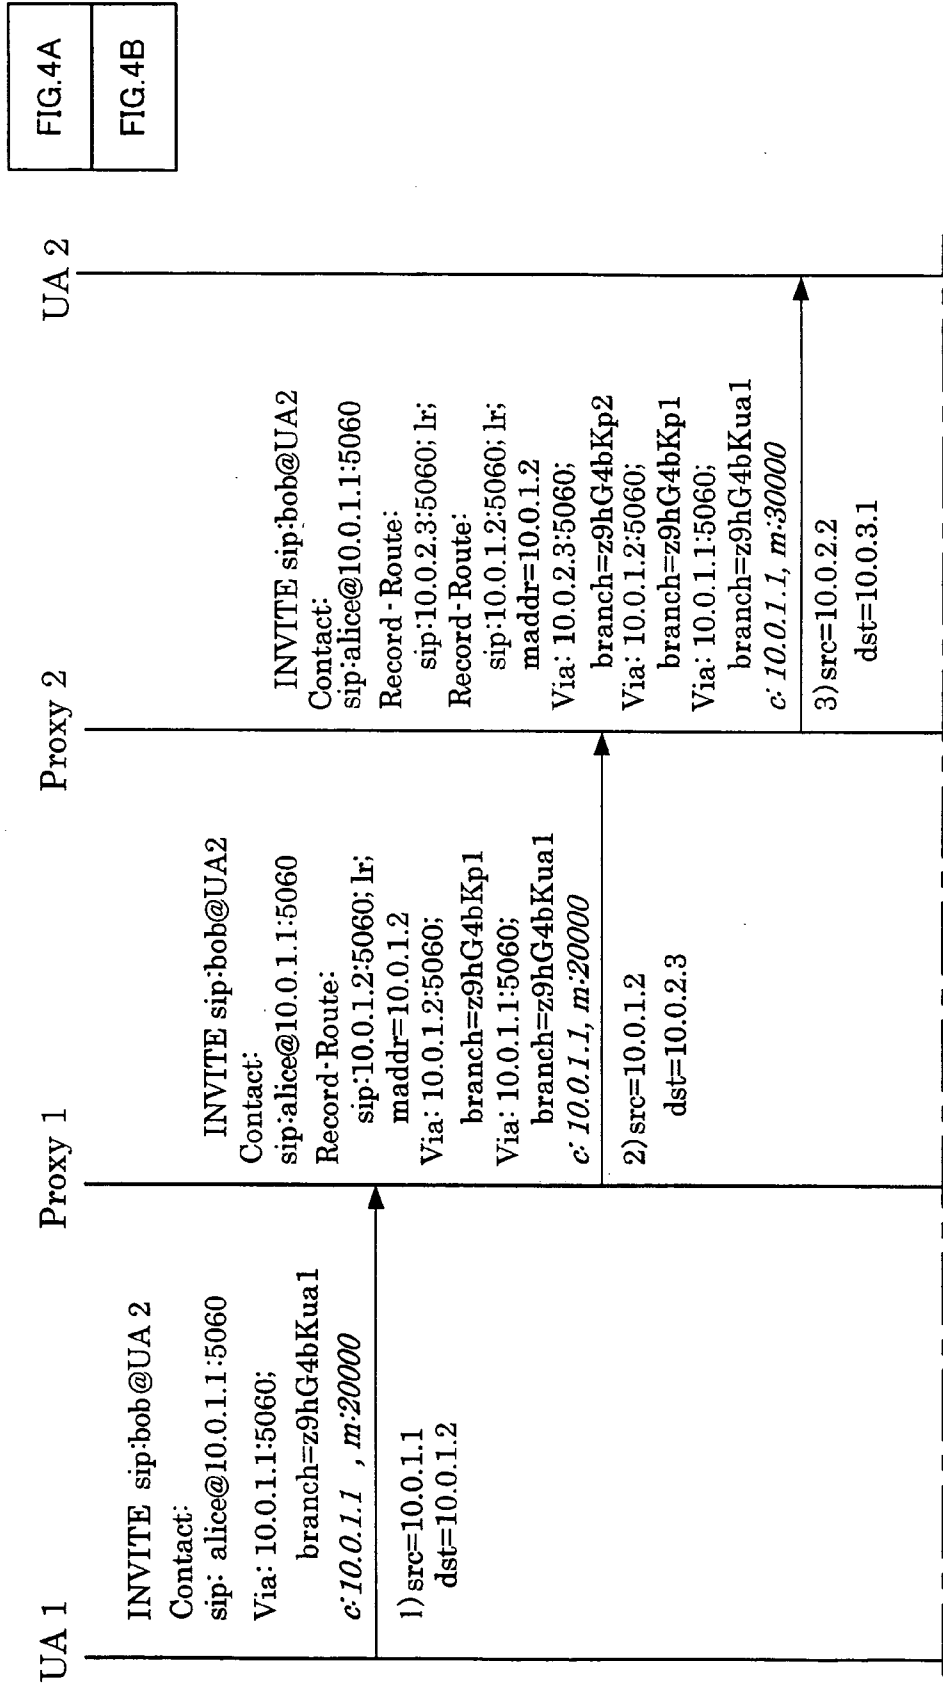 FIG.4A
FIG.4B
UA 1
Proxy 1
Proxy 2
UA 2
INVITE sip:bob@UA 2
Contact:
sip: alice@10.0.1.1:5060
Via: 10.0.1.1:5060;
branch=z9hG4bKua1
c:10.0.1.1 , m:20000
1)src=10.0.1.1
dst=10.0.1.2
INVITE sip:bob@UA2
Contact:
sip:alice@10.0.1.1:5060
Record-Route:
sip:10.0.1.2:5060; lr;
maddr=10.0.1.2
Via: 10.0.1.2:5060;
branch=z9hG4bKp1
Via: 10.0.1.1:5060;
branch=z9hG4bKua1
c: 10.0.1.1, m:20000
2)src=10.0.1.2
dst=10.0.2.3
INVITE sip:bob@UA2
Contact:
sip:alice@10.0.1.1:5060
Record-Route:
sip:10.0.2.3:5060; lr;
Record-Route:
sip:10.0.1.2:5060; lr;
maddr=10.0.1.2
Via: 10.0.2.3:5060;
branch=z9hG4bKp2
Via: 10.0.1.2:5060;
branch=z9hG4bKp1
Via: 10.0.1.1:5060;
branch=z9hG4bKua1
c: 10.0.1.1, m:30000
3)src=10.0.2.2
dst=10.0.3.1